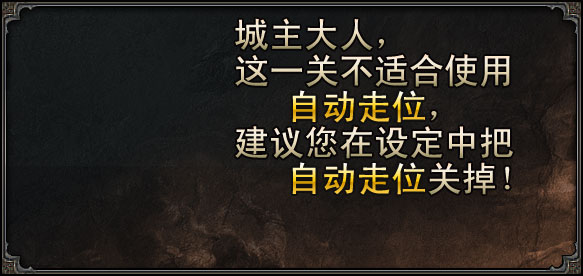 城主大人，
这一关不适合使用
自动走位，
建议您在设定中把
自动走位关掉！